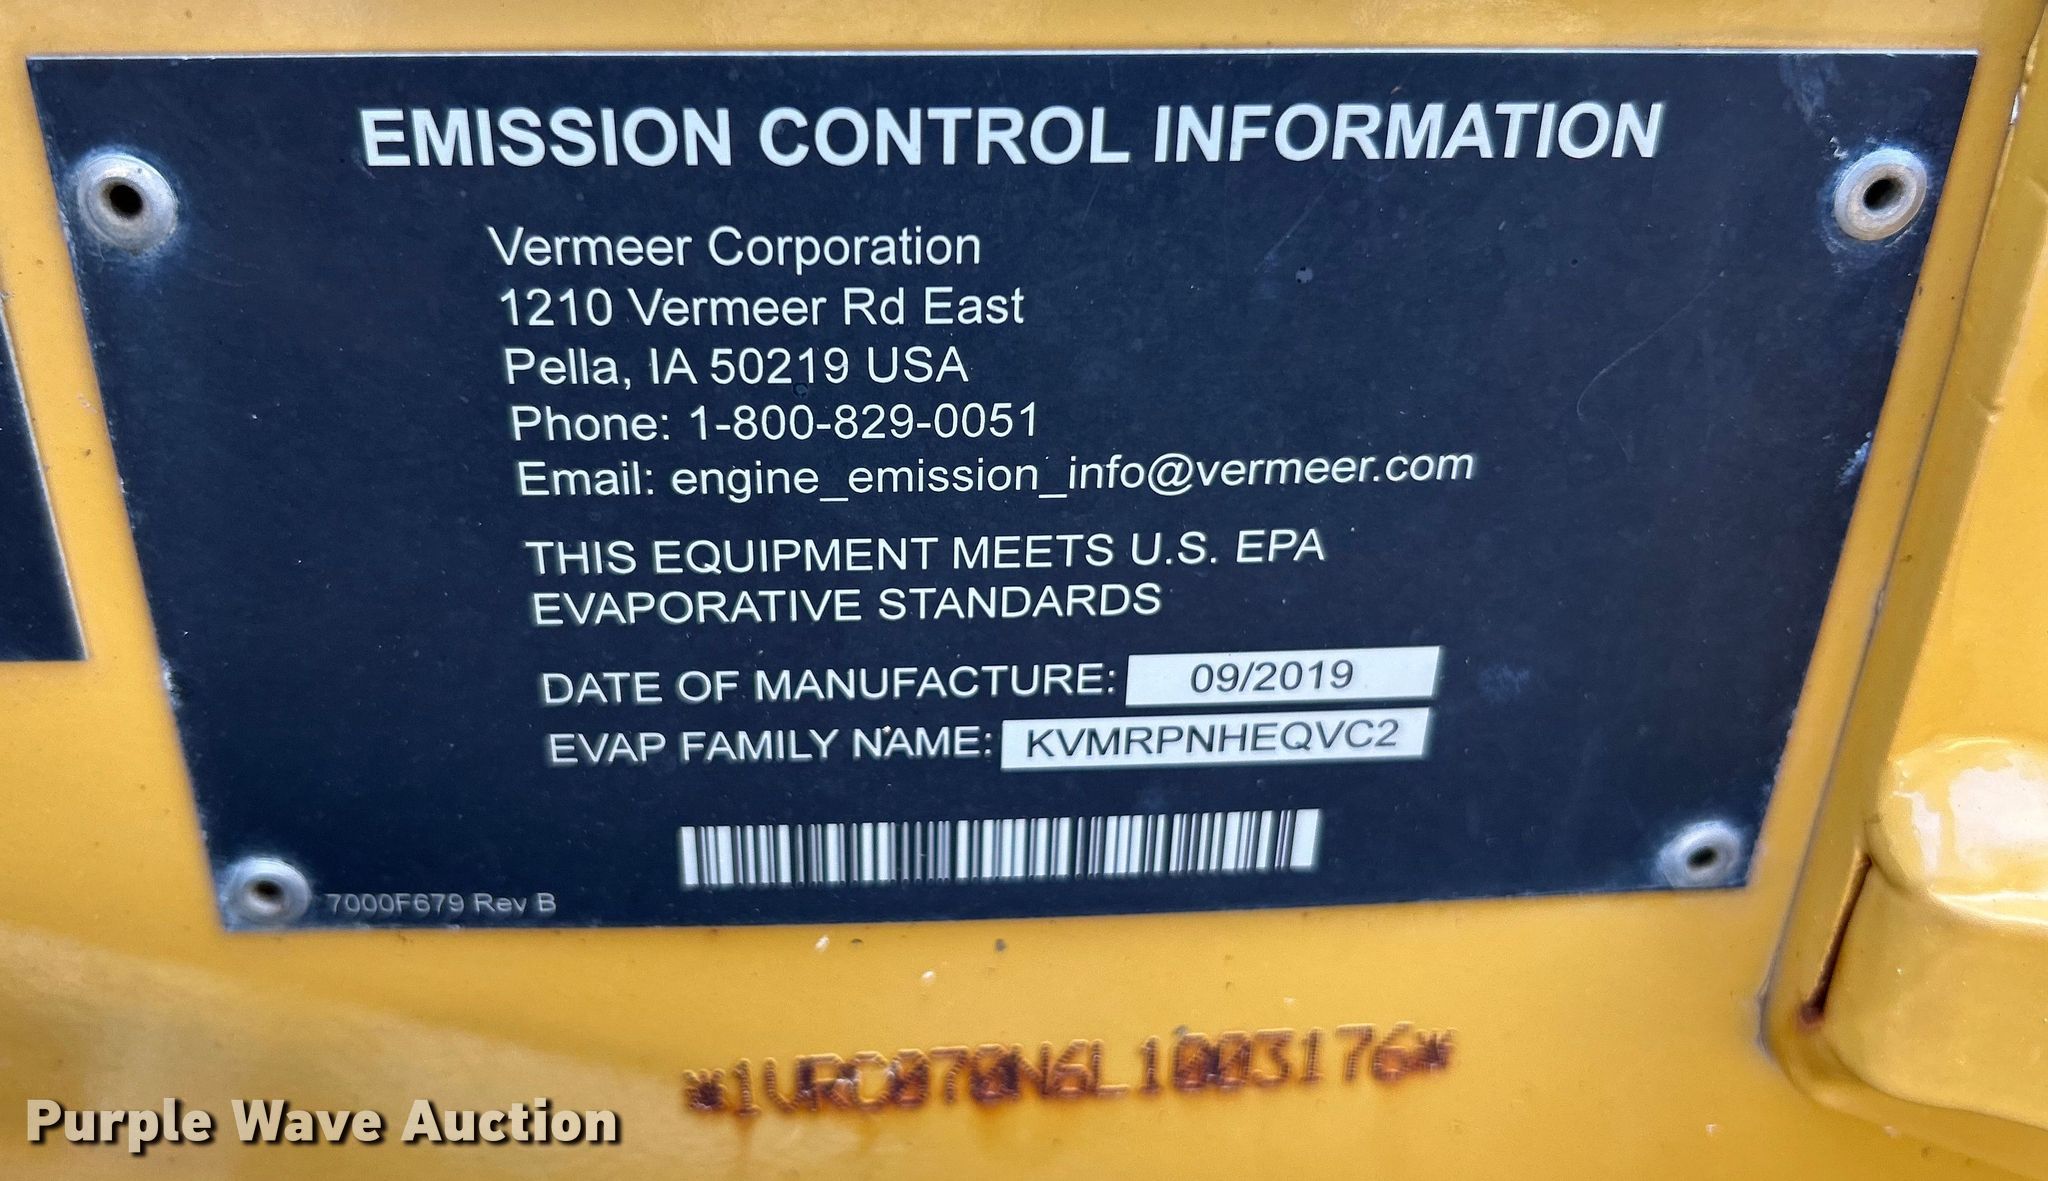 EMISSION CONTROL INFORMATION
Vermeer Corporation
1210 Vermeer Rd East
Pella, IA 50219 USA
Phone: 1-800-829-0051
Email: engine_emission_info@vermeer.com
THIS EQUIPMENT MEETS U.S. EPA
EVAPORATIVE STANDARDS
DATE OF MANUFACTURE: 09/2019
EVAP FAMILY NAME: KVMRPNHEQVC2
7000F679 Rev B
*1VRC070N6L1003176*
Purple Wave Auction